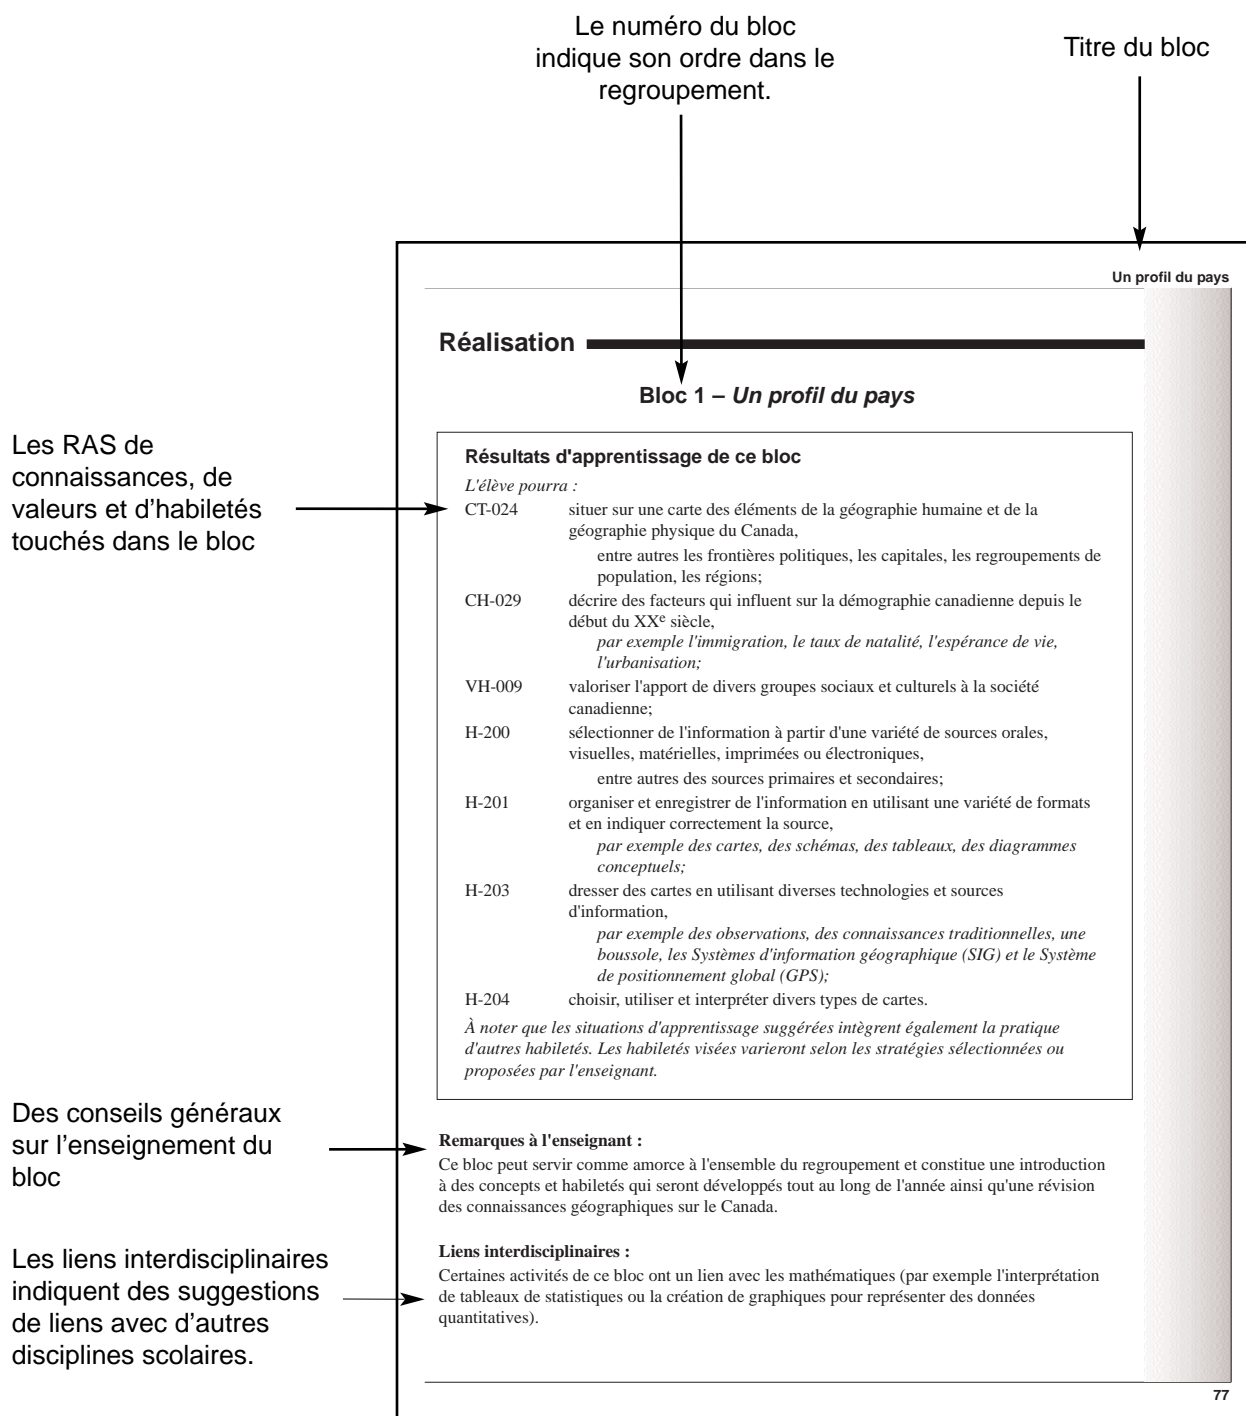 Le numéro du bloc
indique son ordre dans le
regroupement.
Titre du bloc
Un profil du pays
Réalisation
Bloc 1 – Un profil du pays
Les RAS de
connaissances, de
valeurs et d’habiletés
touchés dans le bloc
Résultats d'apprentissage de ce bloc
L'élève pourra :
CT-024 situer sur une carte des éléments de la géographie humaine et de la
géographie physique du Canada,
entre autres les frontières politiques, les capitales, les regroupements de
population, les régions;
CH-029 décrire des facteurs qui influent sur la démographie canadienne depuis le
début du XXe siècle,
par exemple l'immigration, le taux de natalité, l'espérance de vie,
l'urbanisation;
VH-009 valoriser l'apport de divers groupes sociaux et culturels à la société
canadienne;
H-200 sélectionner de l'information à partir d'une variété de sources orales,
visuelles, matérielles, imprimées ou électroniques,
entre autres des sources primaires et secondaires;
H-201 organiser et enregistrer de l'information en utilisant une variété de formats
et en indiquer correctement la source,
par exemple des cartes, des schémas, des tableaux, des diagrammes
conceptuels;
H-203 dresser des cartes en utilisant diverses technologies et sources
d'information,
par exemple des observations, des connaissances traditionnelles, une
boussole, les Systèmes d'information géographique (SIG) et le Système
de positionnement global (GPS);
H-204 choisir, utiliser et interpréter divers types de cartes.
À noter que les situations d'apprentissage suggérées intègrent également la pratique
d'autres habiletés. Les habiletés visées varieront selon les stratégies sélectionnées ou
proposées par l'enseignant.
Des conseils généraux
sur l’enseignement du
bloc
Remarques à l'enseignant :
Ce bloc peut servir comme amorce à l'ensemble du regroupement et constitue une introduction
à des concepts et habiletés qui seront développés tout au long de l'année ainsi qu'une révision
des connaissances géographiques sur le Canada.
Les liens interdisciplinaires
indiquent des suggestions
de liens avec d’autres
disciplines scolaires.
Liens interdisciplinaires :
Certaines activités de ce bloc ont un lien avec les mathématiques (par exemple l'interprétation
de tableaux de statistiques ou la création de graphiques pour représenter des données
quantitatives).
77